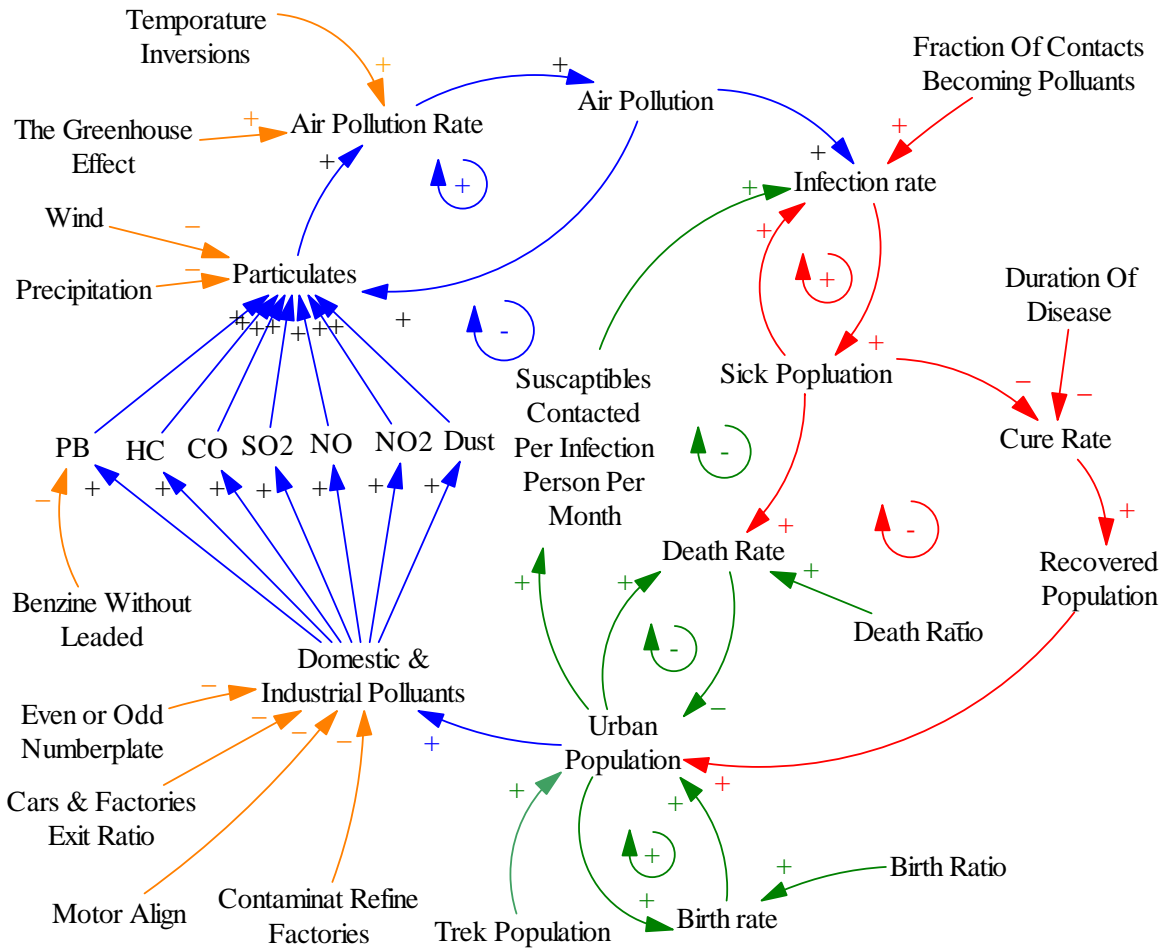 Temperature
Inversions
Fraction Of Contacts
Becoming Polluants
Air Pollution
The Greenhouse
Effect
Air Pollution Rate
Infection rate
Wind
Particulates
Precipitation
Duration Of
Disease
Sick Popluation
Suscaptibles
Contacted
Per Infection
Person Per
Month
PB
HC
CO
SO2
NO
NO2
Dust
Cure Rate
Death Rate
Recovered
Population
Benzine Without
Leaded
Death Ratio
Domestic &
Industrial Polluants
Even or Odd
Numberplate
Urban
Population
Cars & Factories
Exit Ratio
Motor Align
Contaminat Refine
Factories
Trek Population
Birth rate
Birth Ratio